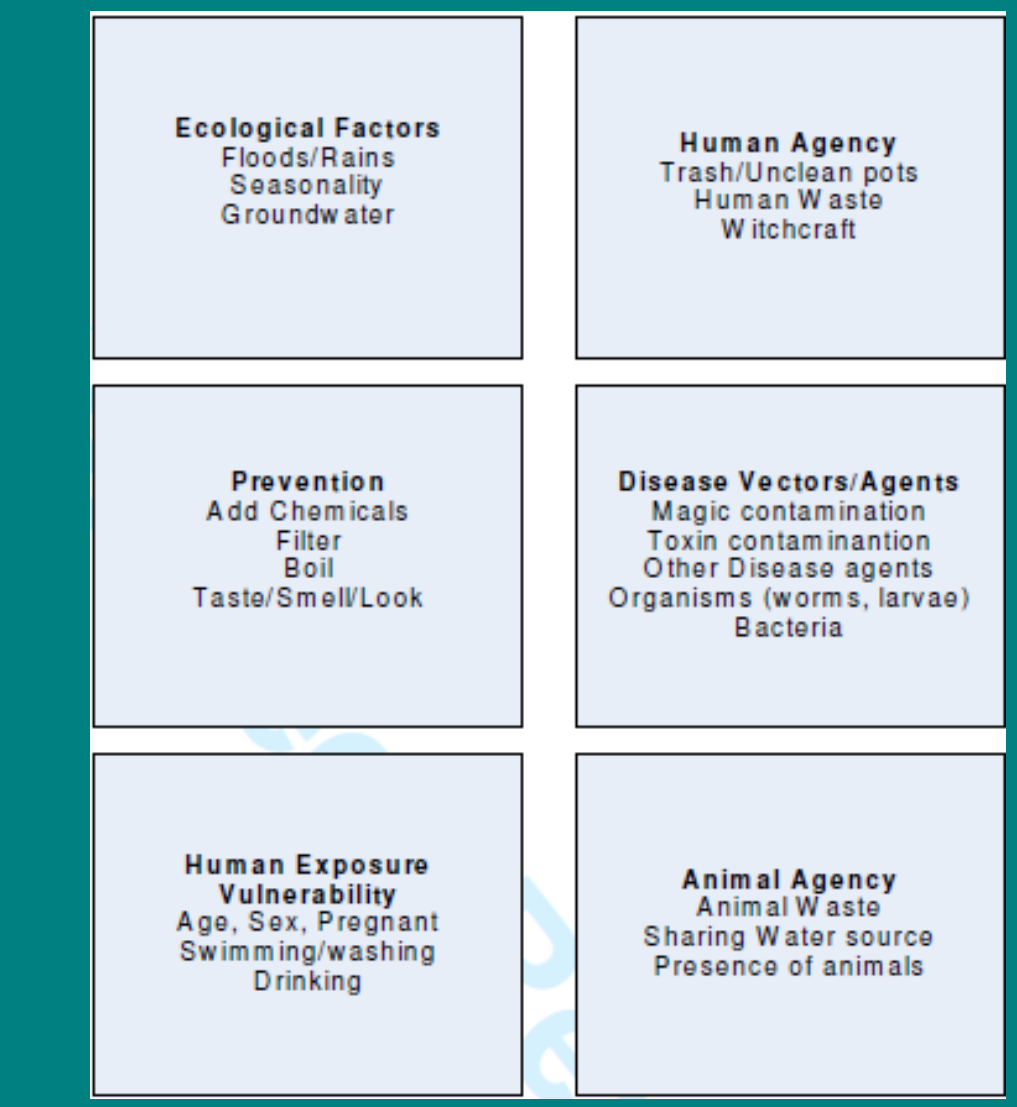 Ecological Factors
Floods/Rains
Seasonality
Groundwater
Human Agency
Trash/Unclean pots
Human Waste
Witchcraft
Prevention
Add Chemicals
Filter
Boil
Taste/Smell/Look
Disease Vectors/Agents
Magic contamination
Toxin contaminantion
Other Disease agents
Organisms (worms, larvae)
Bacteria
Human Exposure
Vulnerability
Age, Sex, Pregnant
Swimming/washing
Drinking
Animal Agency
Animal Waste
Sharing Water source
Presence of animals